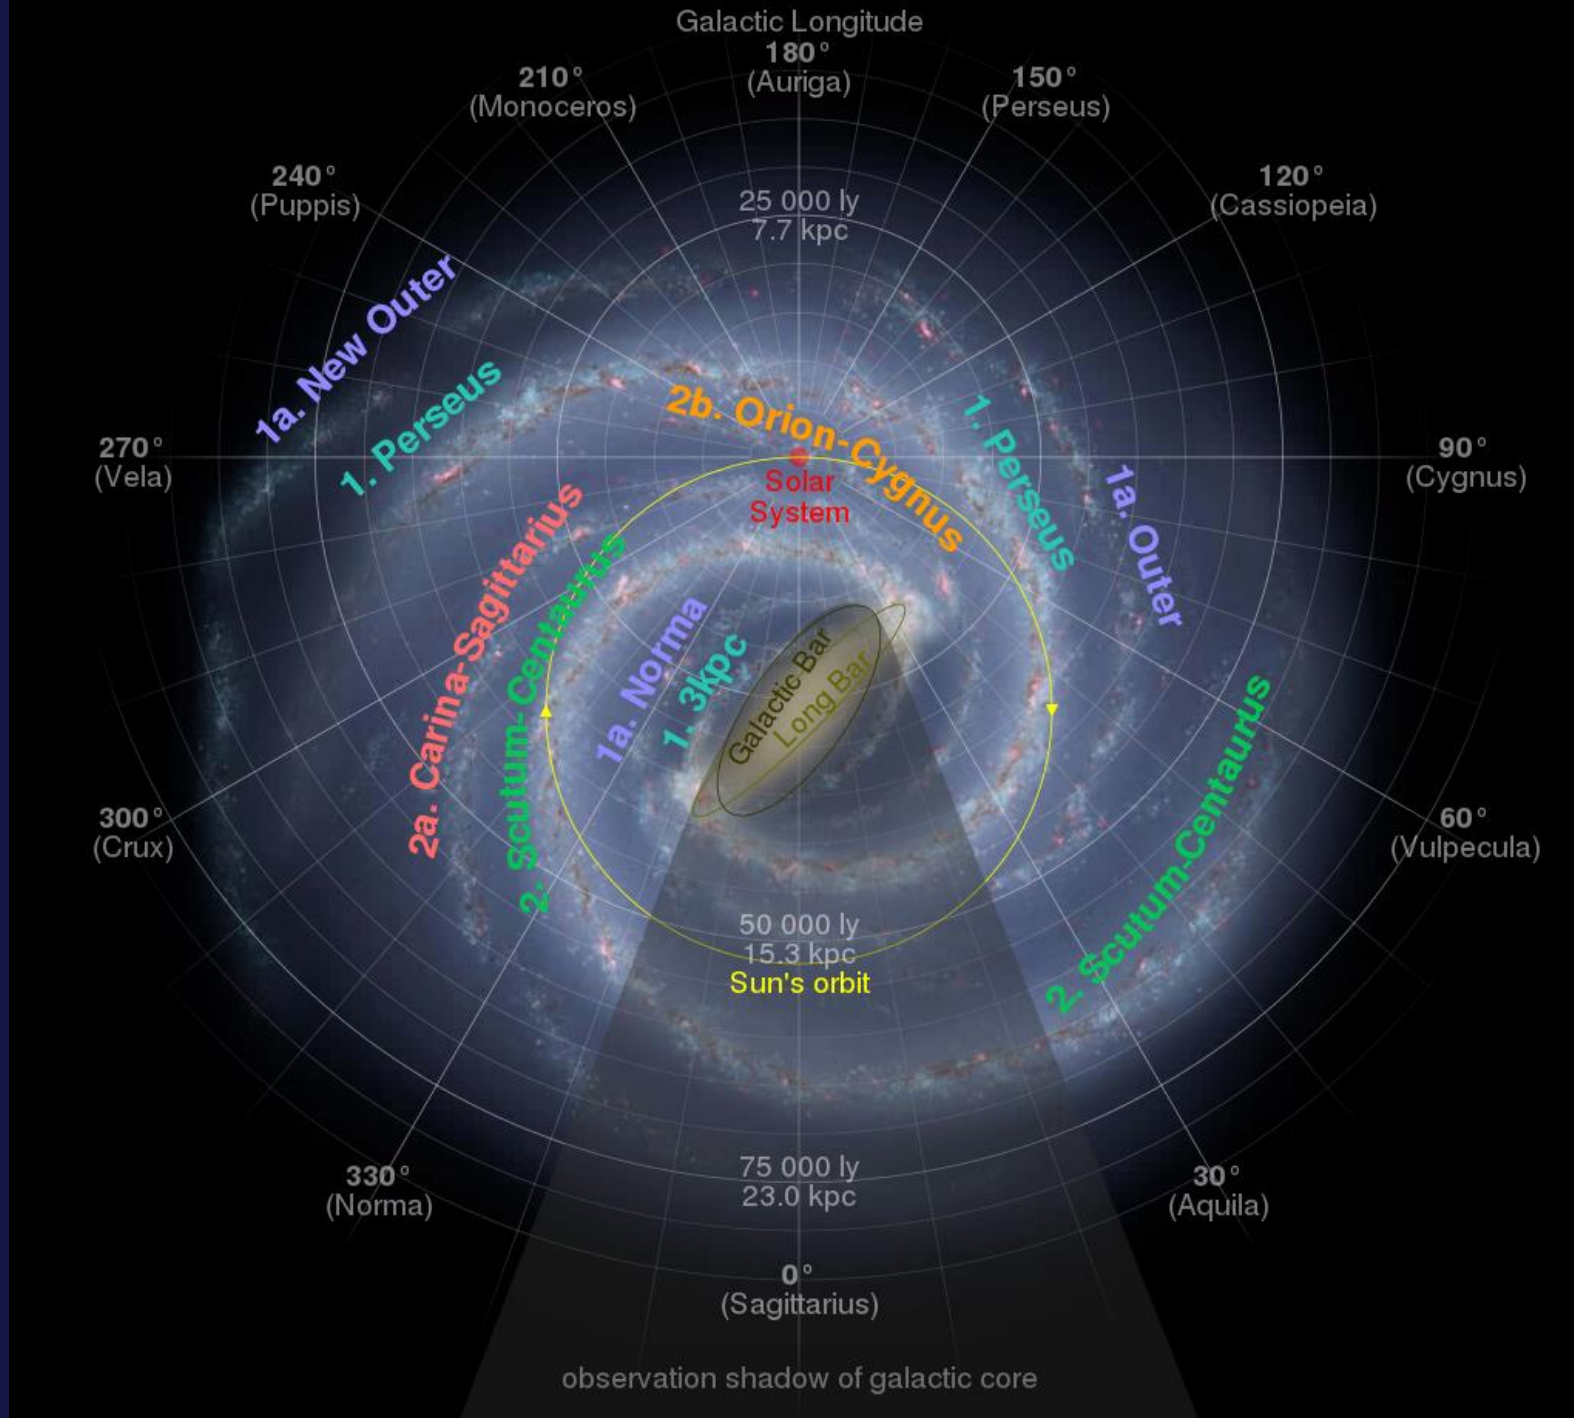 Galactic Longitude
180°
(Auriga)
210°
(Monoceros)
150°
(Perseus)
240°
(Puppis)
120°
(Cassiopeia)
25 000 ly
7.7 kpc
1a. New Outer
1. Perseus
2b. Orion-Cygnus
1. Perseus
270°
(Vela)
90°
(Cygnus)
Solar
System
1a. Outer
2a. Carina-Sagittarius
2. Scutum-Centaurus
1a. Norma
1. 3kpc
Galactic Bar
Long Bar
2. Scutum-Centaurus
300°
(Crux)
60°
(Vulpecula)
50 000 ly
15.3 kpc
Sun's orbit
75 000 ly
23.0 kpc
330°
(Norma)
30°
(Aquila)
0°
(Sagittarius)
observation shadow of galactic core